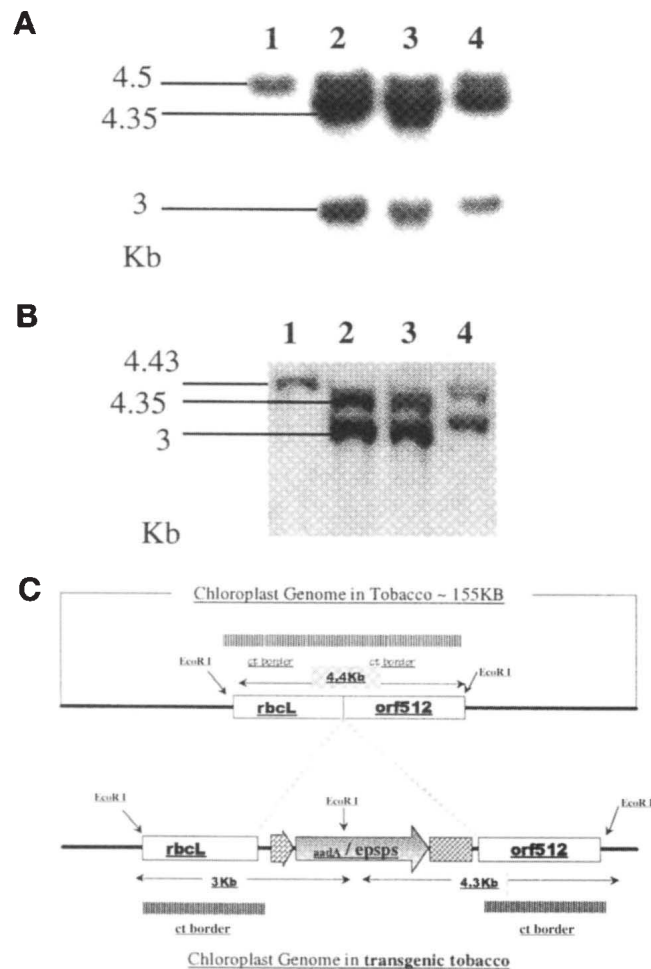 A
1 2 3 4
4.5
4.35
3
Kb
B
1 2 3 4
4.43
4.35
3
Kb
C
Chloroplast Genome in Tobacco ~ 155KB
EcoR I
ct border ct border
4.4Kb
EcoR I
rbcL orf512
EcoR I EcoR I EcoR I
rbcL aadA / epsps orf512
3Kb 4.3Kb
ct border ct border
Chloroplast Genome in transgenic tobacco